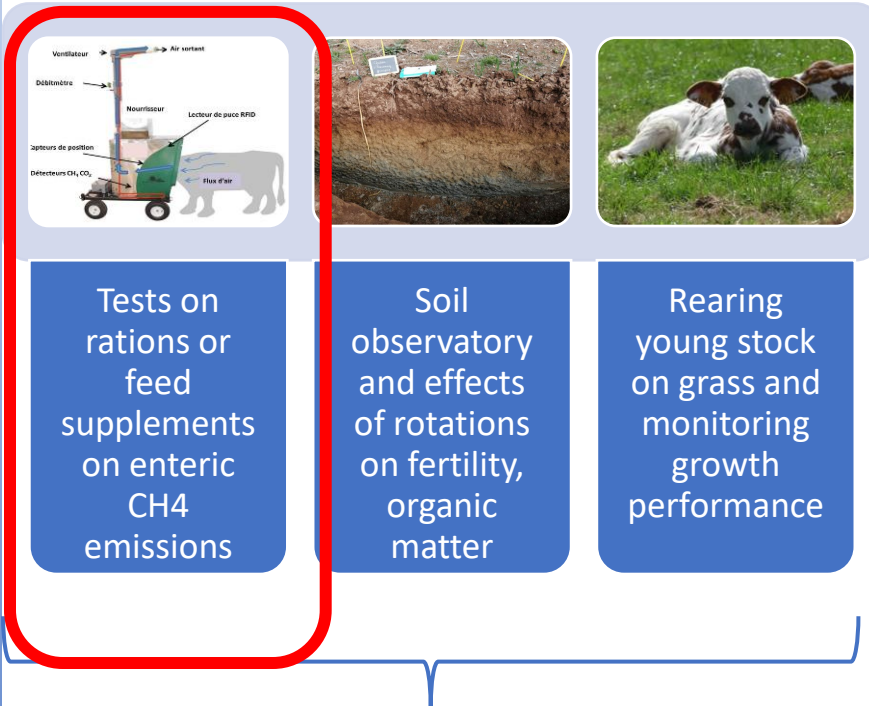 Ventilateur
Air sortant
Débitmètre
Nourrisseur
Lecteur de puce RFID
Capteurs de position
Détecteurs CH4 CO2
Flux d'air
Tests on
rations or
feed
supplements
on enteric
CH4
emissions
Soil
observatory
and effects
of rotations
on fertility,
organic
matter
Rearing
young stock
on grass and
monitoring
growth
performance